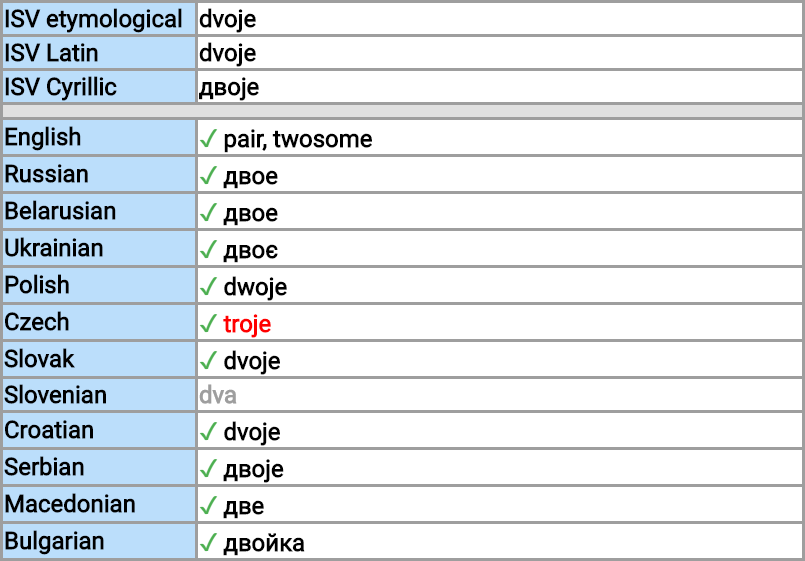 ISV etymological dvoje
ISV Latin dvoje
ISV Cyrillic двоје
English ✓ pair, twosome
Russian ✓ двое
Belarusian ✓ двое
Ukrainian ✓ двоє
Polish ✓ dwoje
Czech ✓ troje
Slovak ✓ dvoje
Slovenian dva
Croatian ✓ dvoje
Serbian ✓ двоје
Macedonian ✓ две
Bulgarian ✓ двойка